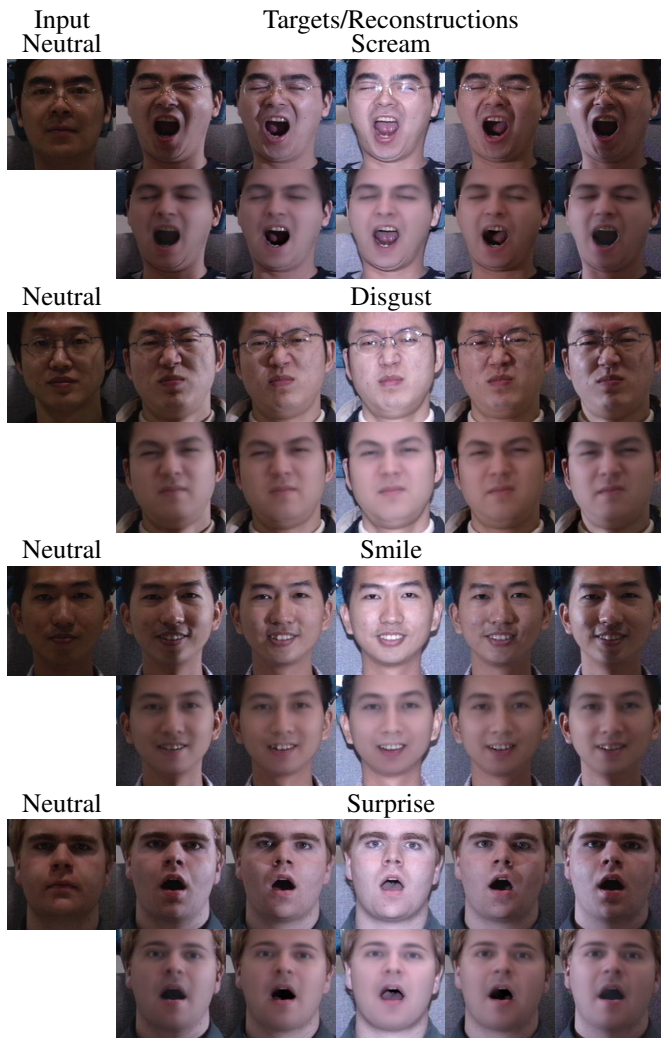 Input Targets/Reconstructions
Neutral Scream
Neutral Disgust
Neutral Smile
Neutral Surprise